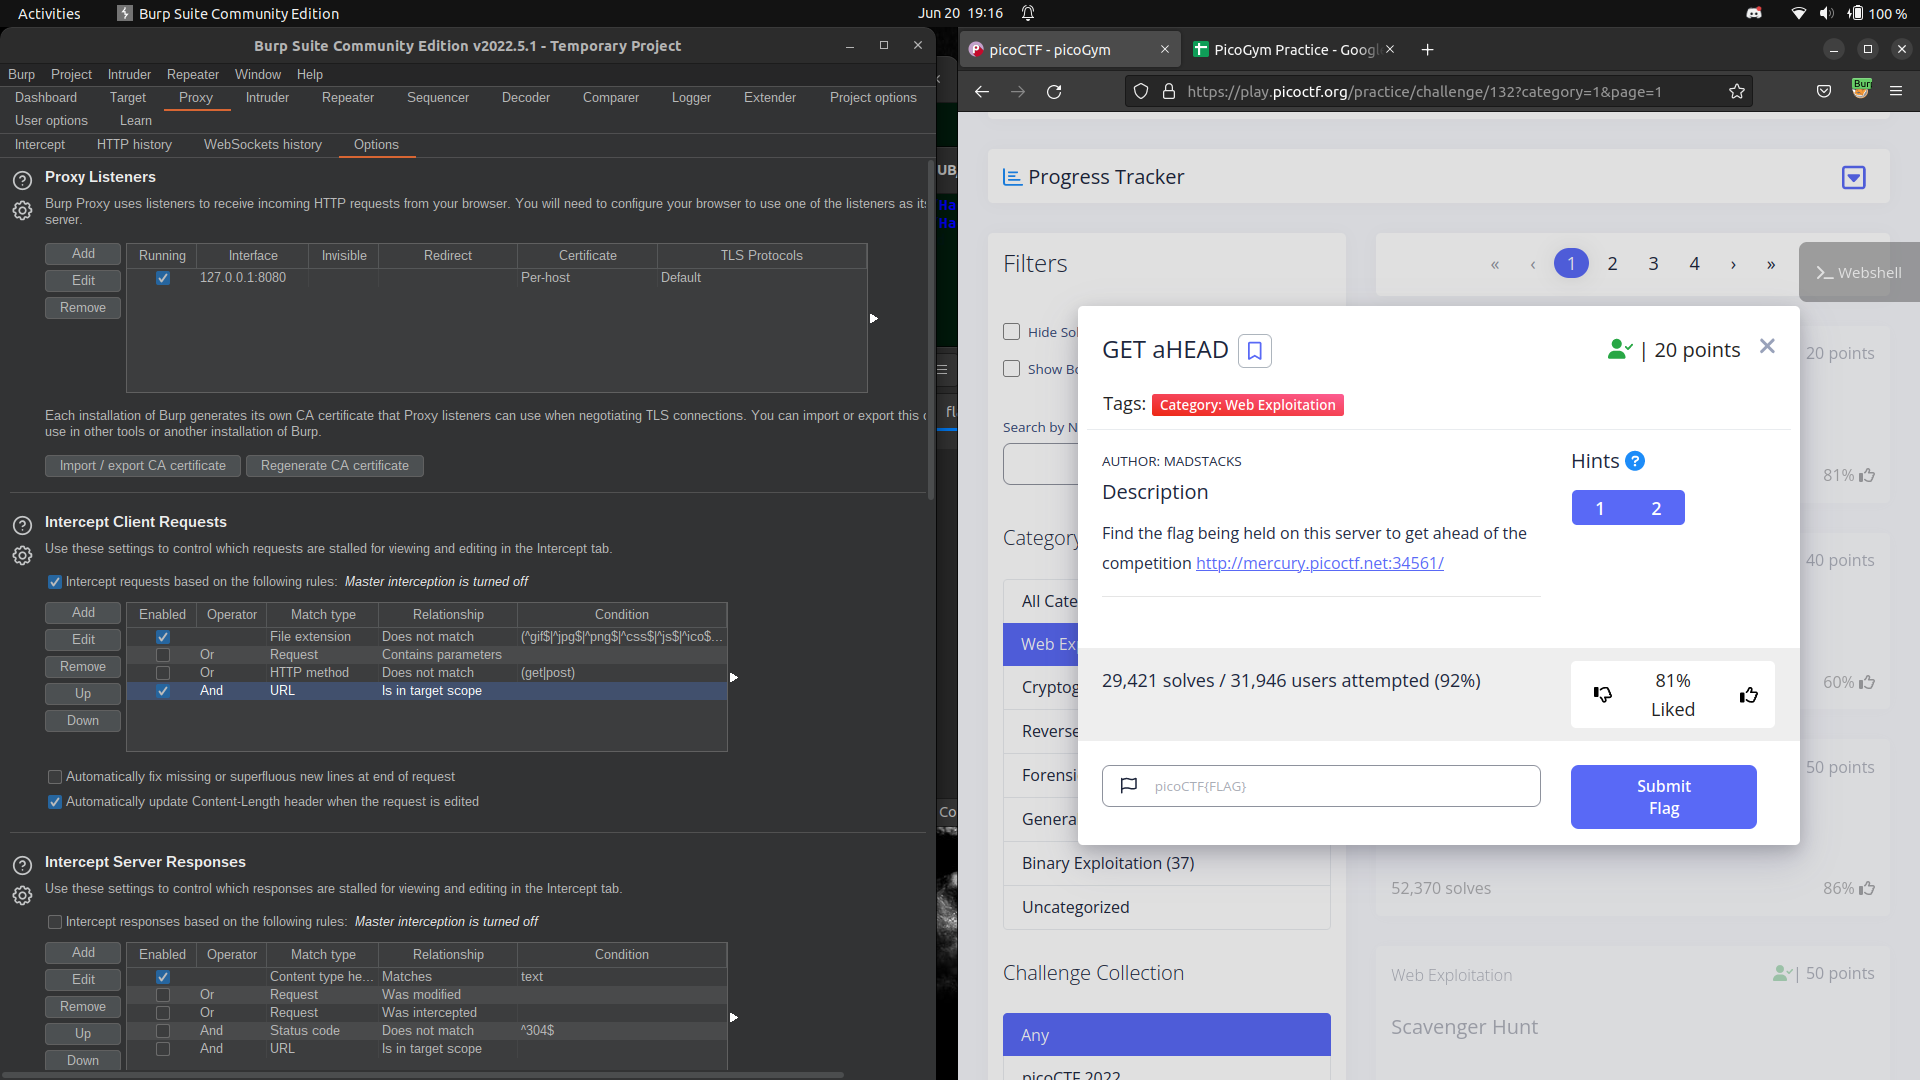 Activities
Burp Suite Community Edition
Jun 20 19:16
100 %
Burp Suite Community Edition v2022.5.1 - Temporary Project
Burp Project Intruder Repeater Window Help
Dashboard Target Proxy Intruder Repeater Sequencer Decoder Comparer Logger Extender Project options
User options Learn
Intercept HTTP history WebSockets history Options
Proxy Listeners
Burp Proxy uses listeners to receive incoming HTTP requests from your browser. You will need to configure your browser to use one of the listeners as its
server.
Add
Edit
Remove
Running Interface Invisible Redirect Certificate TLS Protocols
127.0.0.1:8080 Per-host Default
Each installation of Burp generates its own CA certificate that Proxy listeners can use when negotiating TLS connections. You can import or export this c
use in other tools or another installation of Burp.
Import / export CA certificate Regenerate CA certificate
Intercept Client Requests
Use these settings to control which requests are stalled for viewing and editing in the Intercept tab.
Intercept requests based on the following rules: Master interception is turned off
Add
Edit
Remove
Up
Down
Enabled Operator Match type Relationship Condition
File extension Does not match (^gif$|^jpg$|^png$|^css$|^js$|^ico$...
Or Request Contains parameters
Or HTTP method Does not match (get|post)
And URL Is in target scope
Automatically fix missing or superfluous new lines at end of request
Automatically update Content-Length header when the request is edited
Intercept Server Responses
Use these settings to control which responses are stalled for viewing and editing in the Intercept tab.
Intercept responses based on the following rules: Master interception is turned off
Add
Edit
Remove
Up
Down
Enabled Operator Match type Relationship Condition
Content type he... Matches text
Or Request Was modified
Or Request Was intercepted
And Status code Does not match ^304$
And URL Is in target scope
UB
Ha
Ha
fl
Co
picoCTF - picoGym
PicoGym Practice - Googl
https://play.picoctf.org/practice/challenge/132?category=1&page=1
Burp
Progress Tracker
Filters
« ‹ 1 2 3 4 › »
Webshell
Hide Sol
Show Bo
Search by N
Category
All Cate
Web Exp
Cryptog
Reverse
Forensi
Genera
Binary Exploitation (37)
Uncategorized
Challenge Collection
Any
picoCTF 2022
GET aHEAD
| 20 points
Tags: Category: Web Exploitation
AUTHOR: MADSTACKS
Description
Find the flag being held on this server to get ahead of the
competition http://mercury.picoctf.net:34561/
Hints ?
1 2
29,421 solves / 31,946 users attempted (92%)
81%
Liked
picoCTF{FLAG}
Submit
Flag
20 points
81%
40 points
60%
50 points
52,370 solves
86%
Web Exploitation
| 50 points
Scavenger Hunt